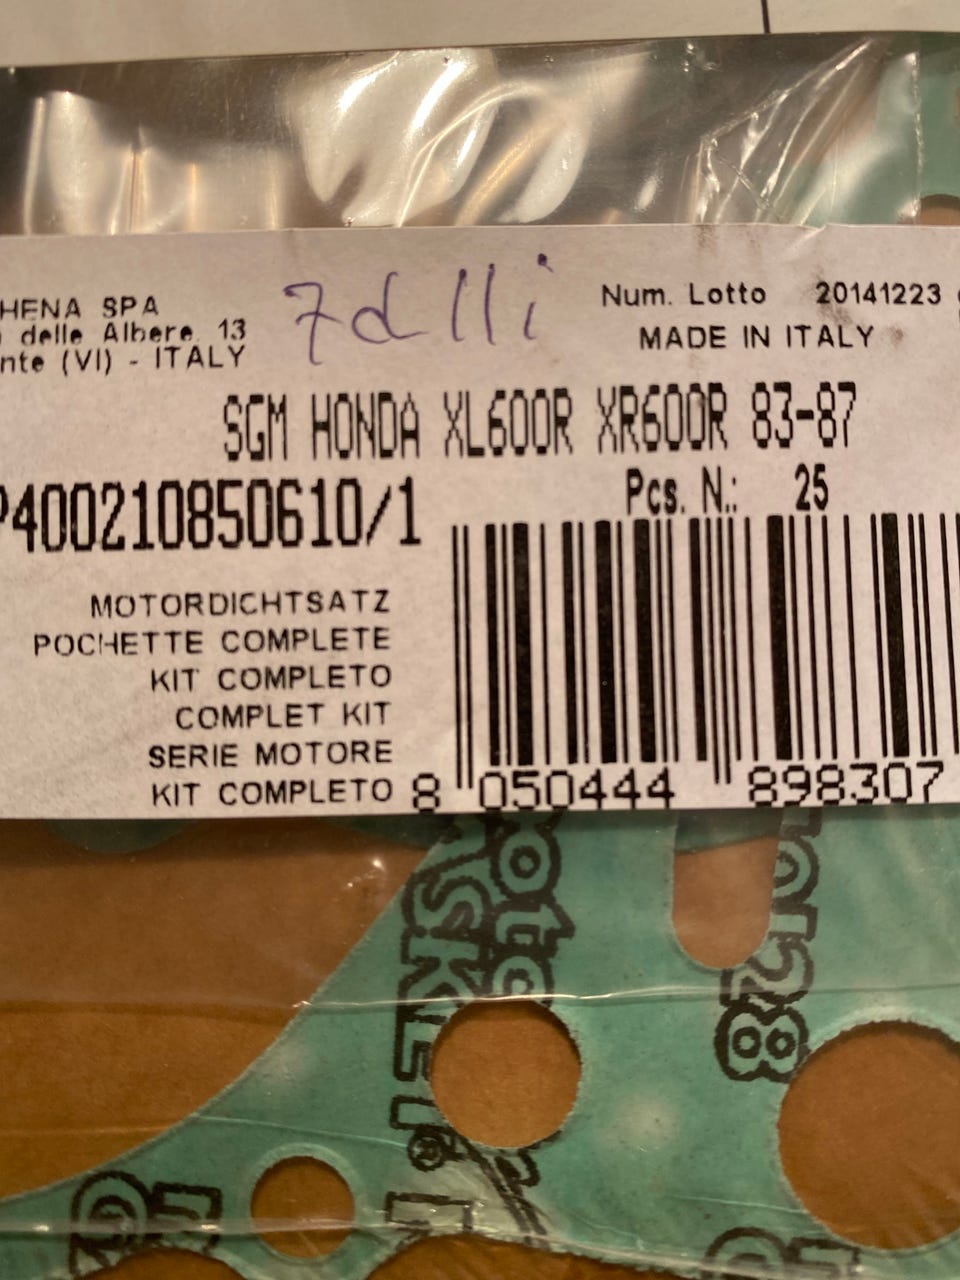 HENA SPA
delle Albere, 13
nte (VI) - ITALY
Num. Lotto 20141223
MADE IN ITALY
SGM HONDA XL600R XR600R 83-87
P400210850610/1
Pcs. N.: 25
MOTORDICHTSATZ
POCHETTE COMPLETE
KIT COMPLETO
COMPLET KIT
SERIE MOTORE
KIT COMPLETO
8 050444 898307